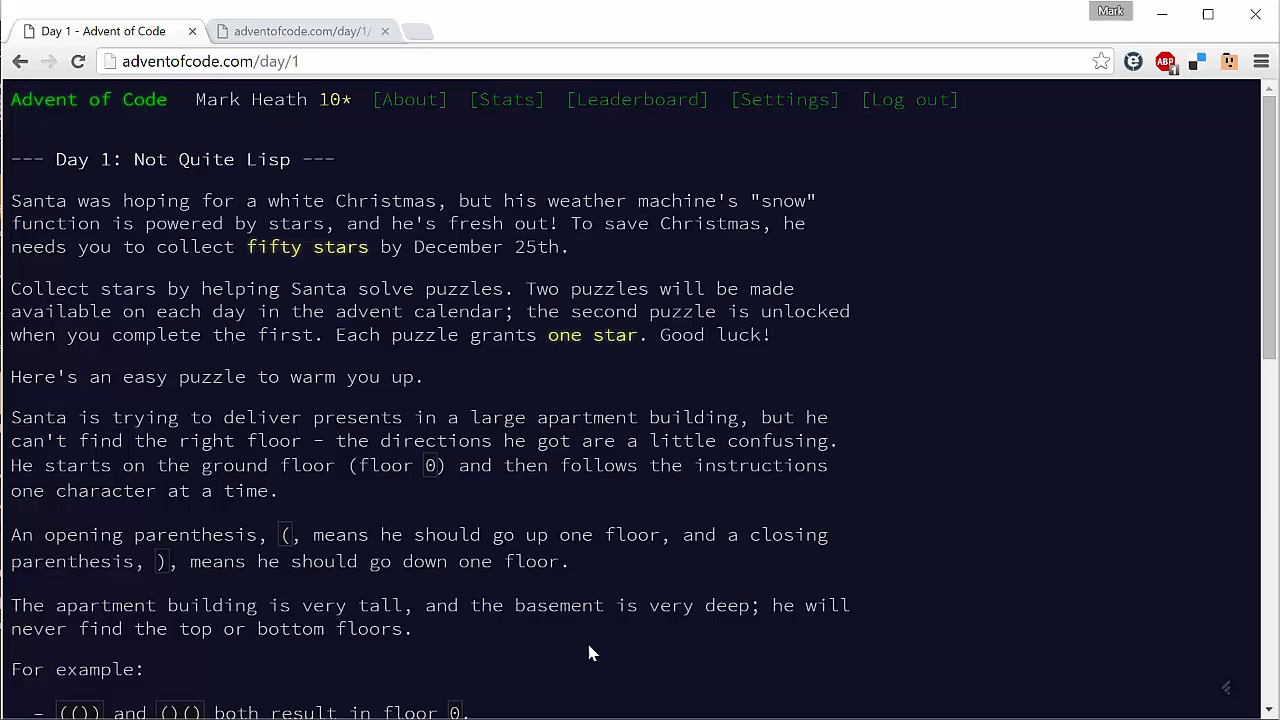 Mark
Day 1 - Advent of Code
adventofcode.com/day/1/
adventofcode.com/day/1
ABP
1
Advent of Code Mark Heath 10* [About] [Stats] [Leaderboard] [Settings] [Log out]
--- Day 1: Not Quite Lisp ---
Santa was hoping for a white Christmas, but his weather machine's "snow"
function is powered by stars, and he's fresh out! To save Christmas, he
needs you to collect fifty stars by December 25th.
Collect stars by helping Santa solve puzzles. Two puzzles will be made
available on each day in the advent calendar; the second puzzle is unlocked
when you complete the first. Each puzzle grants one star. Good luck!
Here's an easy puzzle to warm you up.
Santa is trying to deliver presents in a large apartment building, but he
can't find the right floor - the directions he got are a little confusing.
He starts on the ground floor (floor 0) and then follows the instructions
one character at a time.
An opening parenthesis, (, means he should go up one floor, and a closing
parenthesis, ), means he should go down one floor.
The apartment building is very tall, and the basement is very deep; he will
never find the top or bottom floors.
For example:
- (()) and ()() both result in floor 0.